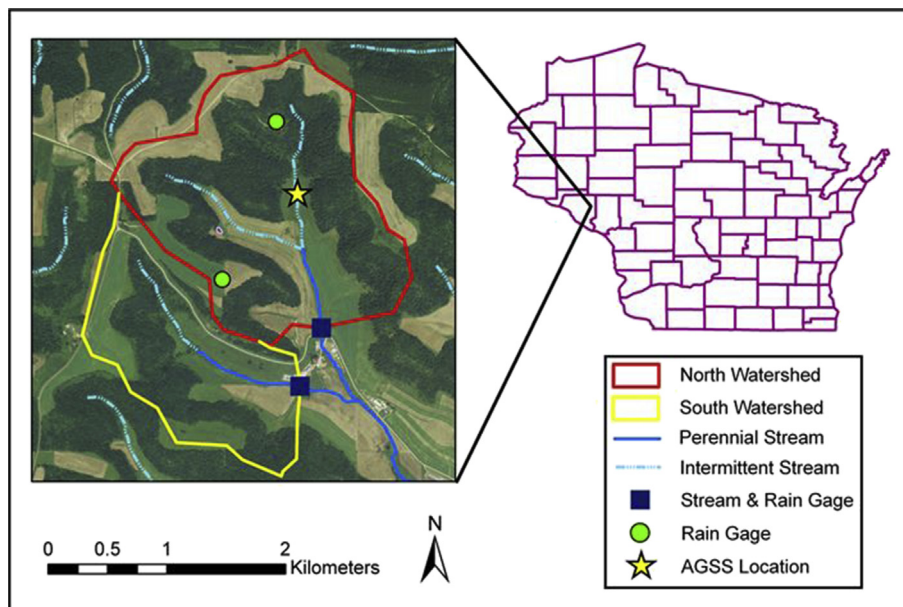 North Watershed
South Watershed
Perennial Stream
Intermittent Stream
Stream & Rain Gage
Rain Gage
AGSS Location
0 0.5 1 2
Kilometers
N